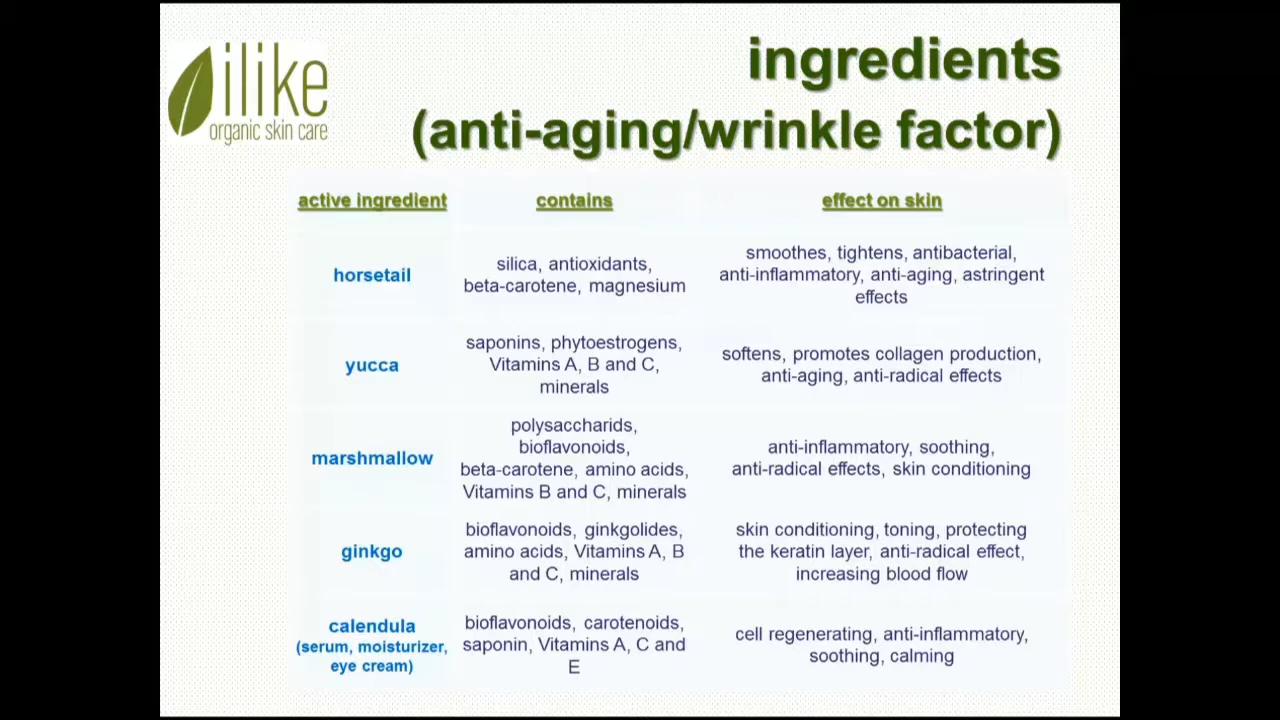 ilike
organic skin care
ingredients
(anti-aging/wrinkle factor)
active ingredient
contains
effect on skin
horsetail
silica, antioxidants,
beta-carotene, magnesium
smoothes, tightens, antibacterial,
anti-inflammatory, anti-aging, astringent
effects
yucca
saponins, phytoestrogens,
Vitamins A, B and C,
minerals
softens, promotes collagen production,
anti-aging, anti-radical effects
marshmallow
polysaccharids,
bioflavonoids,
beta-carotene, amino acids,
Vitamins B and C, minerals
anti-inflammatory, soothing,
anti-radical effects, skin conditioning
ginkgo
bioflavonoids, ginkgolides,
amino acids, Vitamins A, B
and C, minerals
skin conditioning, toning, protecting
the keratin layer, anti-radical effect,
increasing blood flow
calendula
(serum, moisturizer,
eye cream)
bioflavonoids, carotenoids,
saponin, Vitamins A, C and
E
cell regenerating, anti-inflammatory,
soothing, calming